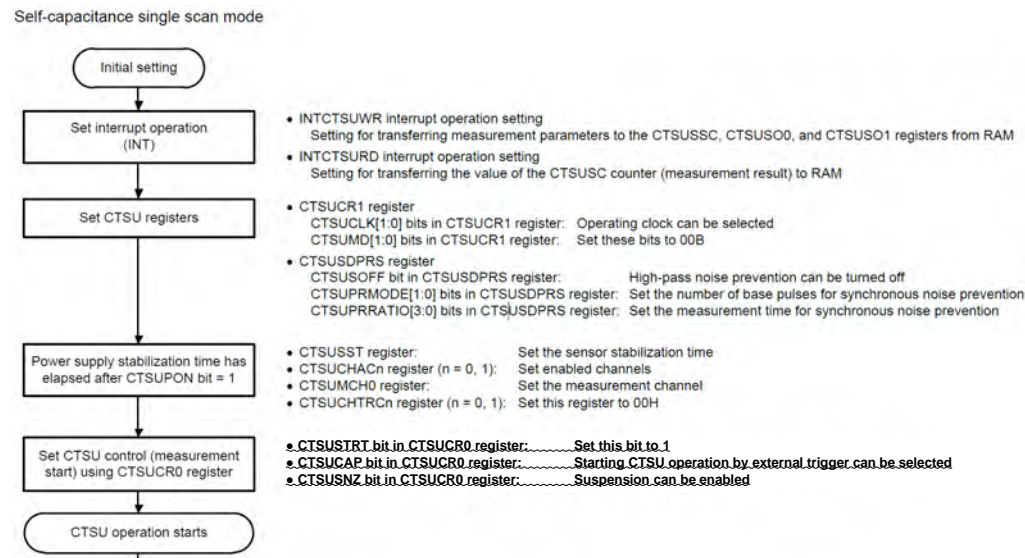 Self-capacitance single scan mode
Initial setting
Set interrupt operation
(INT)
• INTCTSUWR interrupt operation setting
Setting for transferring measurement parameters to the CTSUSSC, CTSUSO0, and CTSUSO1 registers from RAM
• INTCTSURD interrupt operation setting
Setting for transferring the value of the CTSUSC counter (measurement result) to RAM
Set CTSU registers
• CTSUCR1 register
CTSUCLK[1:0] bits in CTSUCR1 register: Operating clock can be selected
CTSUMD[1:0] bits in CTSUCR1 register: Set these bits to 00B
• CTSUSDPRS register
CTSUSOFF bit in CTSUSDPRS register: High-pass noise prevention can be turned off
CTSUPRMODE[1:0] bits in CTSUSDPRS register: Set the number of base pulses for synchronous noise prevention
CTSUPRRATIO[3:0] bits in CTSUSDPRS register: Set the measurement time for synchronous noise prevention
Power supply stabilization time has
elapsed after CTSUPON bit = 1
• CTSUSST register: Set the sensor stabilization time
• CTSUCHACn register (n = 0, 1): Set enabled channels
• CTSUMCH0 register: Set the measurement channel
• CTSUCHTRCn register (n = 0, 1): Set this register to 00H
Set CTSU control (measurement
start) using CTSUCR0 register
• CTSUSTRT bit in CTSUCR0 register: Set this bit to 1
• CTSUCAP bit in CTSUCR0 register: Starting CTSU operation by external trigger can be selected
• CTSUSNZ bit in CTSUCR0 register: Suspension can be enabled
CTSU operation starts